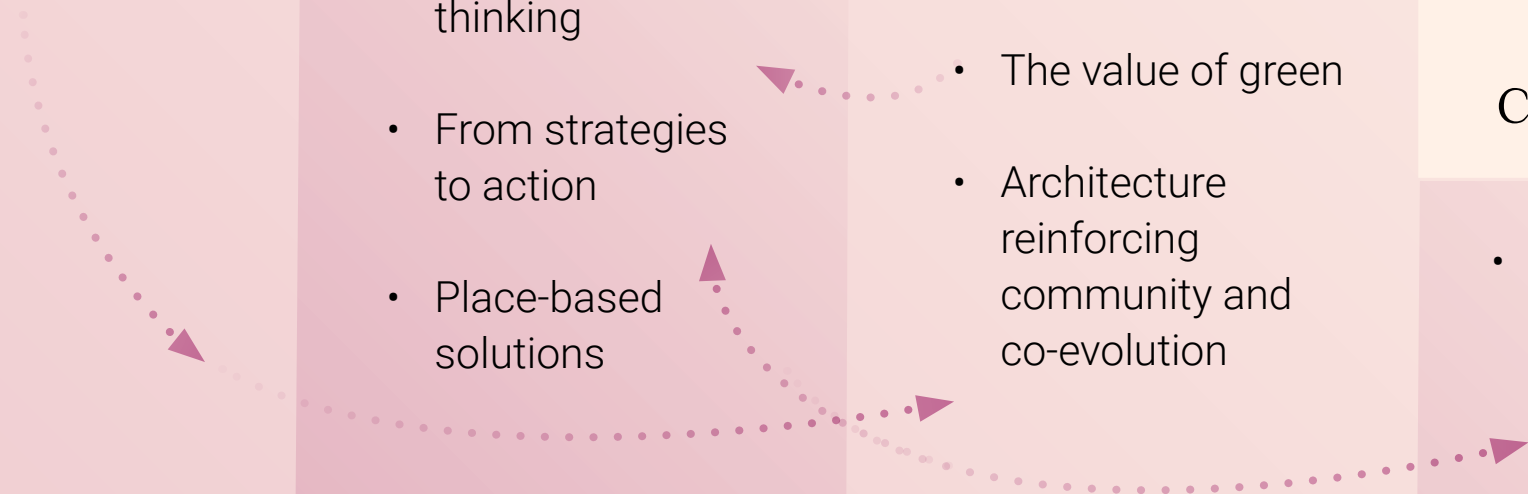 thinking
• From strategies
to action
• Place-based
solutions
• The value of green
• Architecture
reinforcing
community and
co-evolution